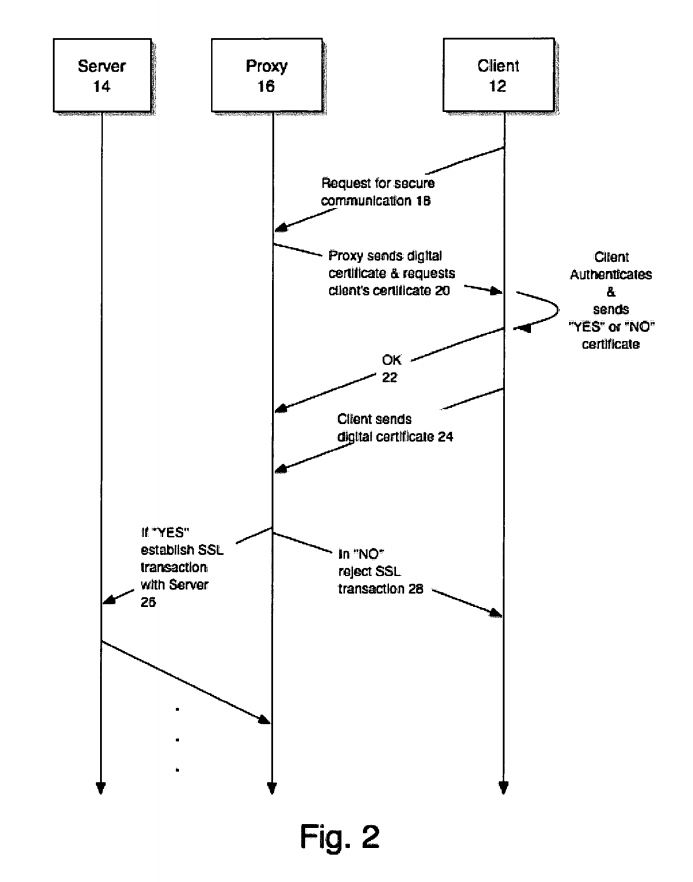 Server
14
Proxy
16
Client
12
Request for secure
communication 18
Proxy sends digital
certificate & requests
client's certificate 20
Client
Authenticates
&
sends
"YES" or "NO"
certificate
OK
22
Client sends
digital certificate 24
If "YES"
establish SSL
transaction
with Server
26
In "NO"
reject SSL
transaction 28
Fig. 2